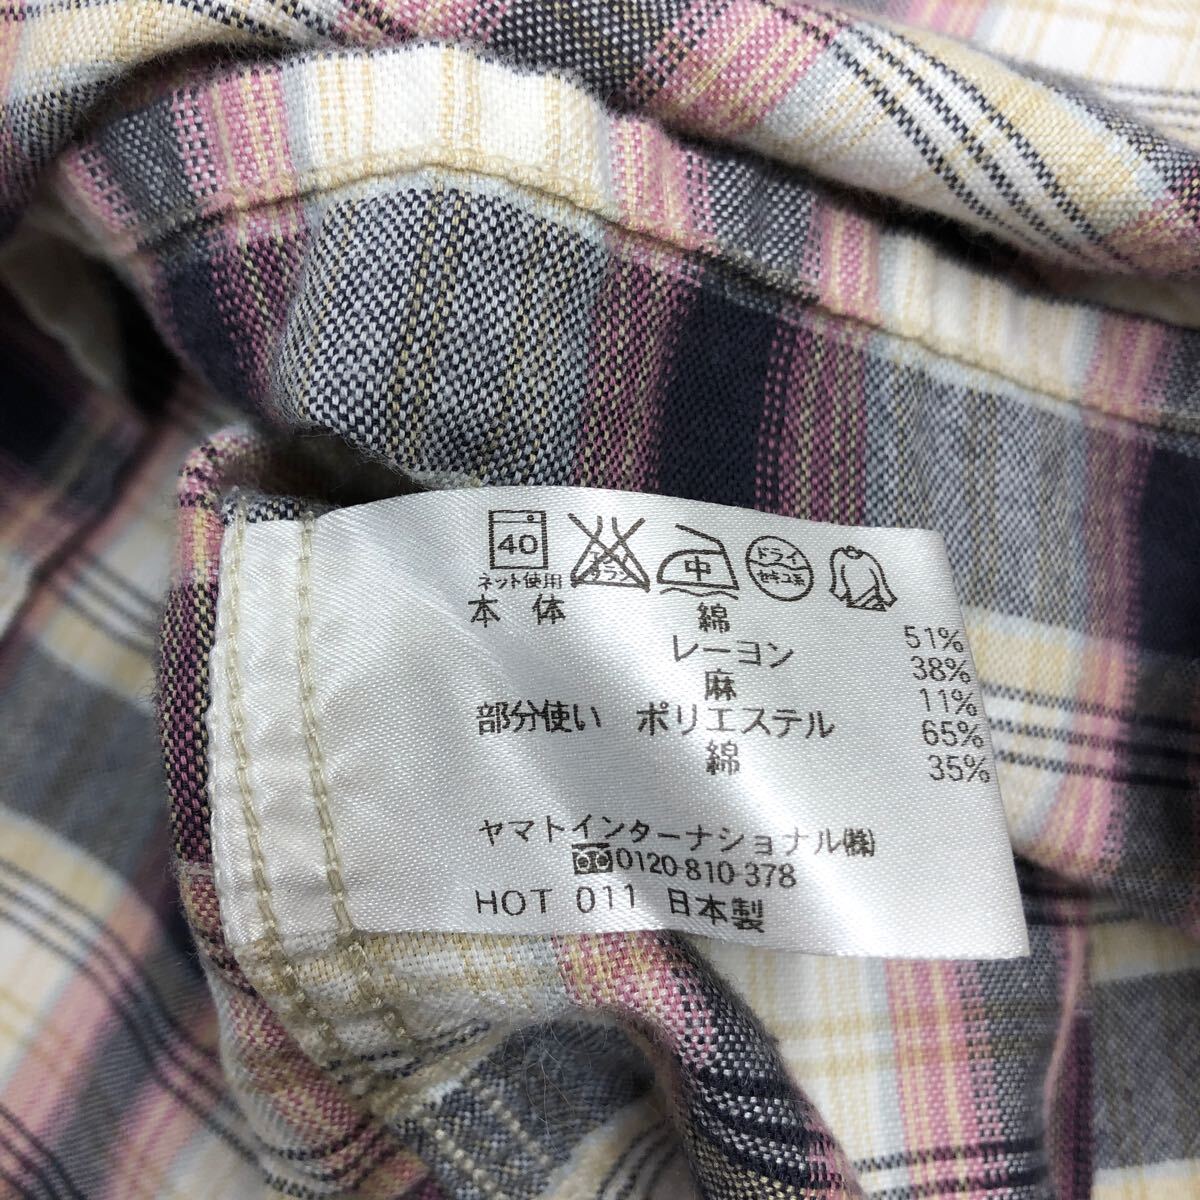 40
ネット使用
中
ドライ
セキユ系
本体 綿 51%
レーヨン 38%
麻 11%
部分使い ポリエステル 65%
綿 35%
ヤマトインターナショナル㈱
0120-810-378
HOT 011 日本製